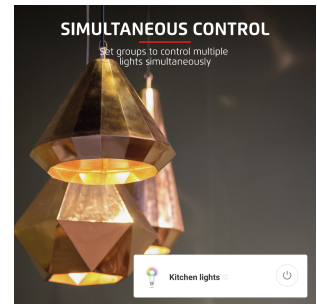 SIMULTANEOUS CONTROL
Set groups to control multiple
lights simultaneously
Kitchen lights